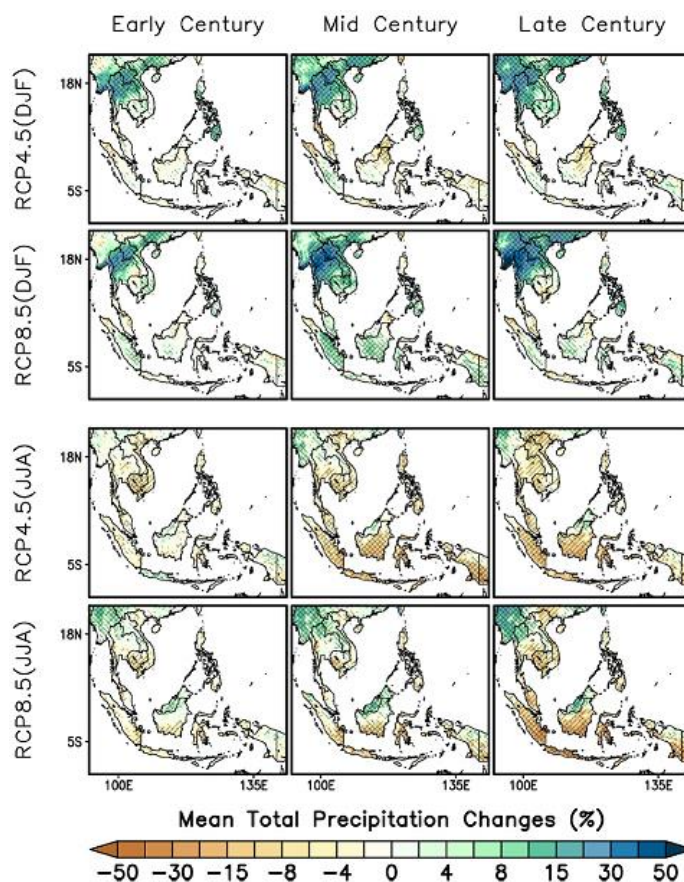 Early Century Mid Century Late Century
RCP4.5(DJF)
18N
5S
RCP8.5(DJF)
18N
5S
RCP4.5(JJA)
18N
5S
RCP8.5(JJA)
18N
5S
100E 135E 100E 135E 100E 135E
Mean Total Precipitation Changes (%)
−50 −30 −15 −8 −4 0 4 8 15 30 50